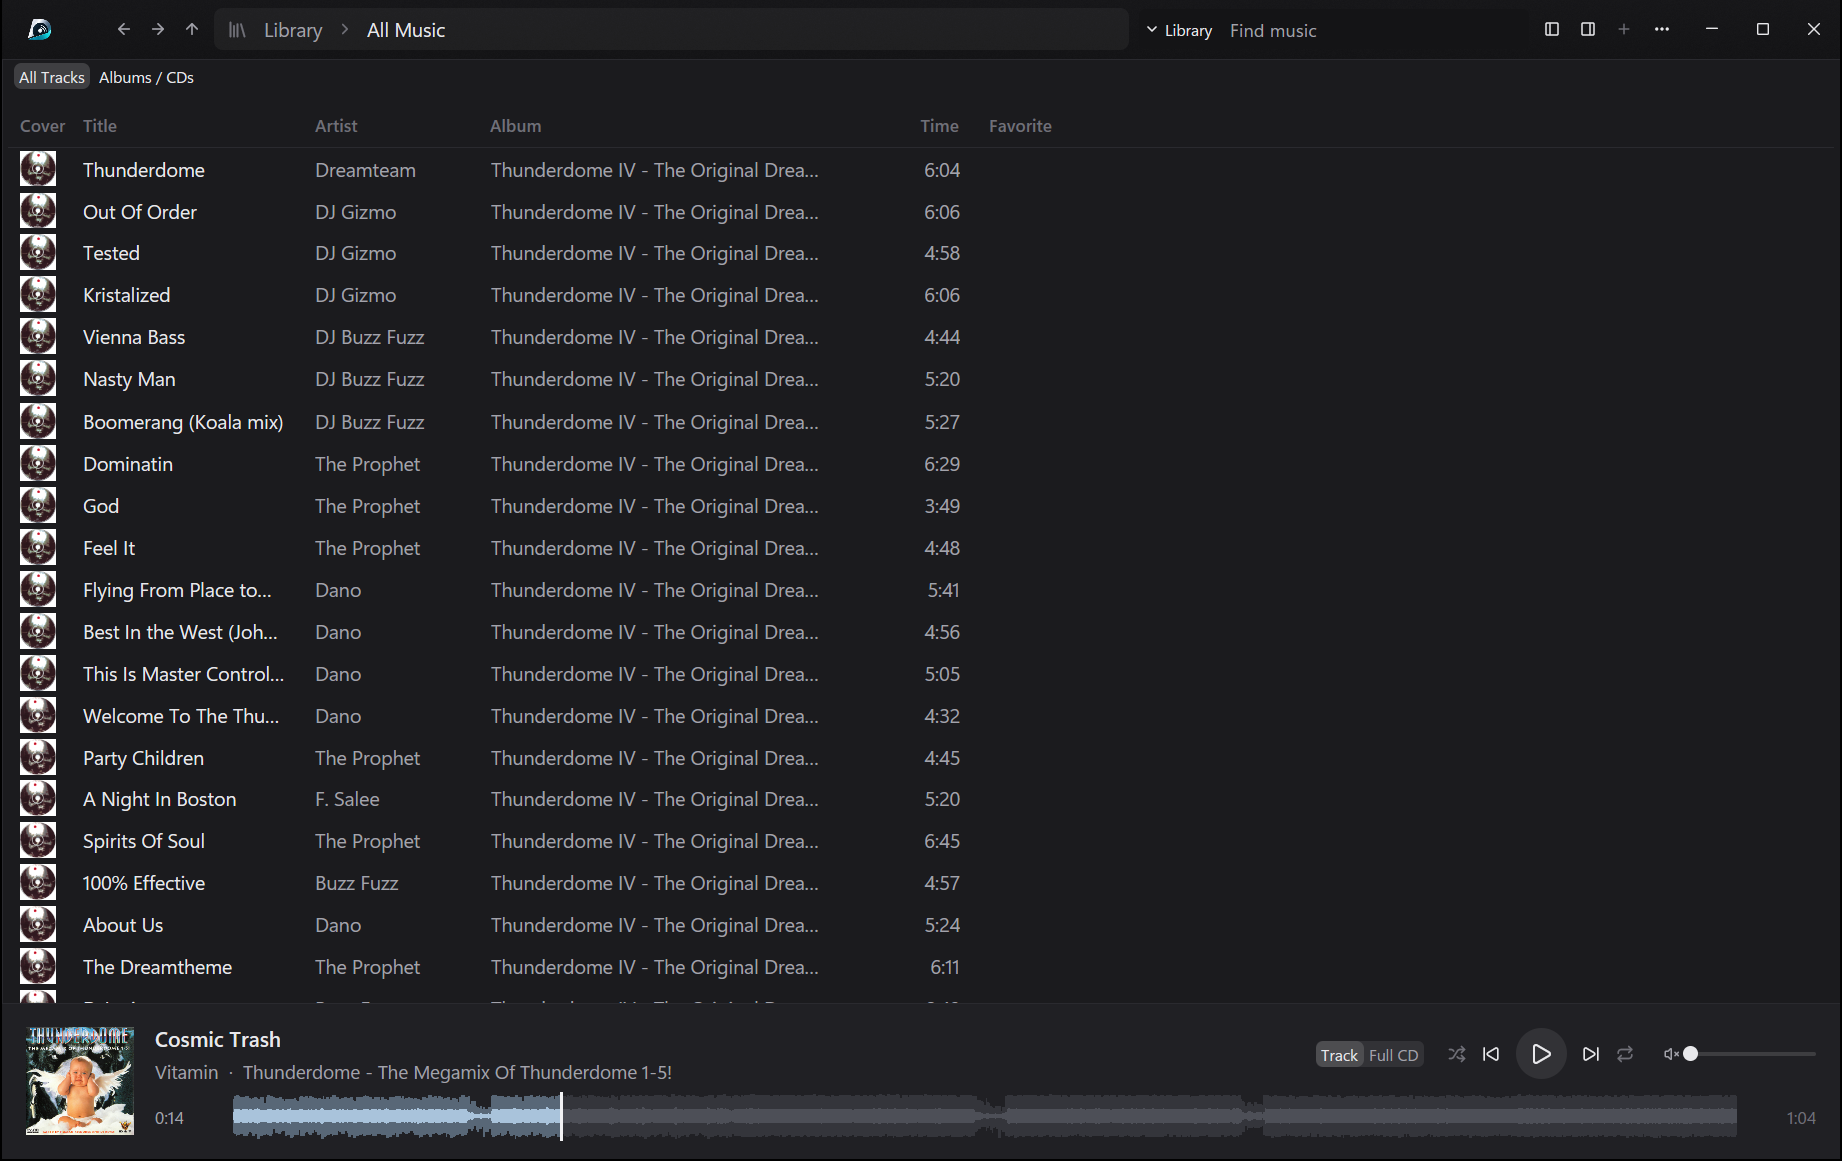 Library > All Music
Library Find music
All Tracks Albums / CDs
Cover Title Artist Album Time Favorite
Thunderdome Dreamteam Thunderdome IV - The Original Drea... 6:04
Out Of Order DJ Gizmo Thunderdome IV - The Original Drea... 6:06
Tested DJ Gizmo Thunderdome IV - The Original Drea... 4:58
Kristalized DJ Gizmo Thunderdome IV - The Original Drea... 6:06
Vienna Bass DJ Buzz Fuzz Thunderdome IV - The Original Drea... 4:44
Nasty Man DJ Buzz Fuzz Thunderdome IV - The Original Drea... 5:20
Boomerang (Koala mix) DJ Buzz Fuzz Thunderdome IV - The Original Drea... 5:27
Dominatin The Prophet Thunderdome IV - The Original Drea... 6:29
God The Prophet Thunderdome IV - The Original Drea... 3:49
Feel It The Prophet Thunderdome IV - The Original Drea... 4:48
Flying From Place to... Dano Thunderdome IV - The Original Drea... 5:41
Best In the West (Joh... Dano Thunderdome IV - The Original Drea... 4:56
This Is Master Control... Dano Thunderdome IV - The Original Drea... 5:05
Welcome To The Thu... Dano Thunderdome IV - The Original Drea... 4:32
Party Children The Prophet Thunderdome IV - The Original Drea... 4:45
A Night In Boston F. Salee Thunderdome IV - The Original Drea... 5:20
Spirits Of Soul The Prophet Thunderdome IV - The Original Drea... 6:45
100% Effective Buzz Fuzz Thunderdome IV - The Original Drea... 4:57
About Us Dano Thunderdome IV - The Original Drea... 5:24
The Dreamtheme The Prophet Thunderdome IV - The Original Drea... 6:11
THUNDERDOME
THE MEGAMIX OF THUNDERDOME 1-5!
Cosmic Trash
Vitamin · Thunderdome - The Megamix Of Thunderdome 1-5!
Track Full CD
0:14
1:04